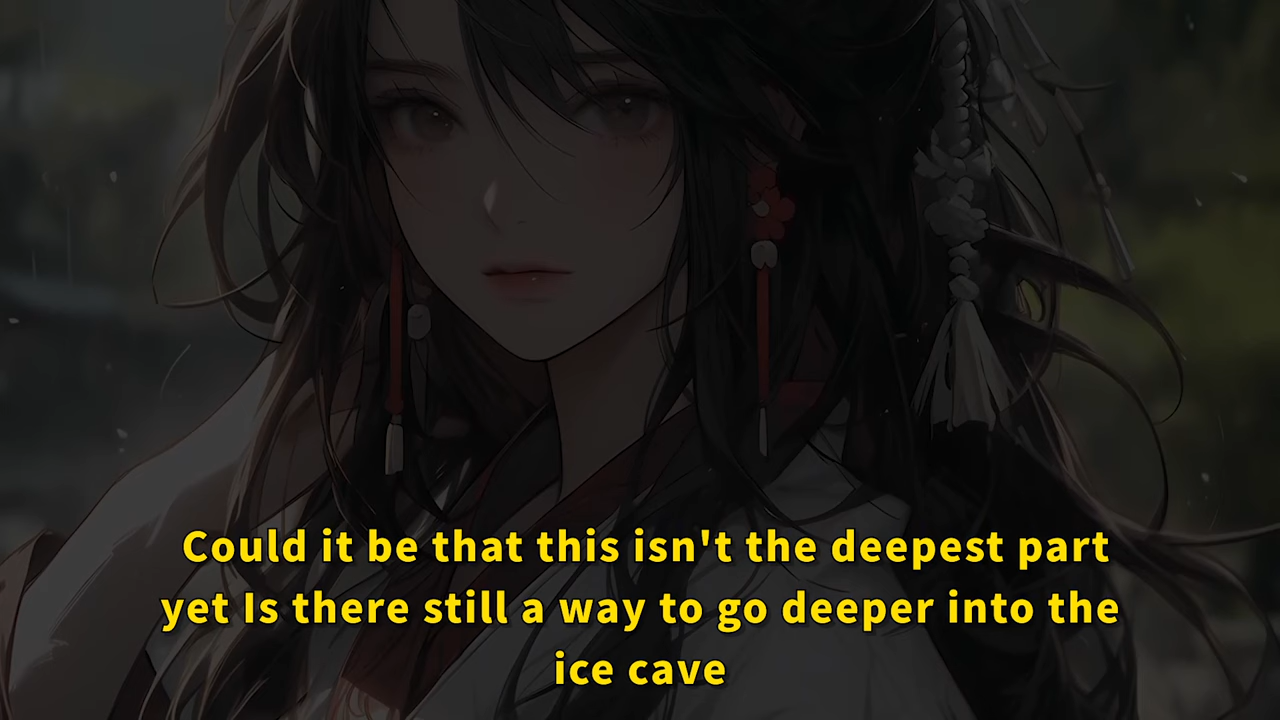 Could it be that this isn't the deepest part
yet Is there still a way to go deeper into the
ice cave